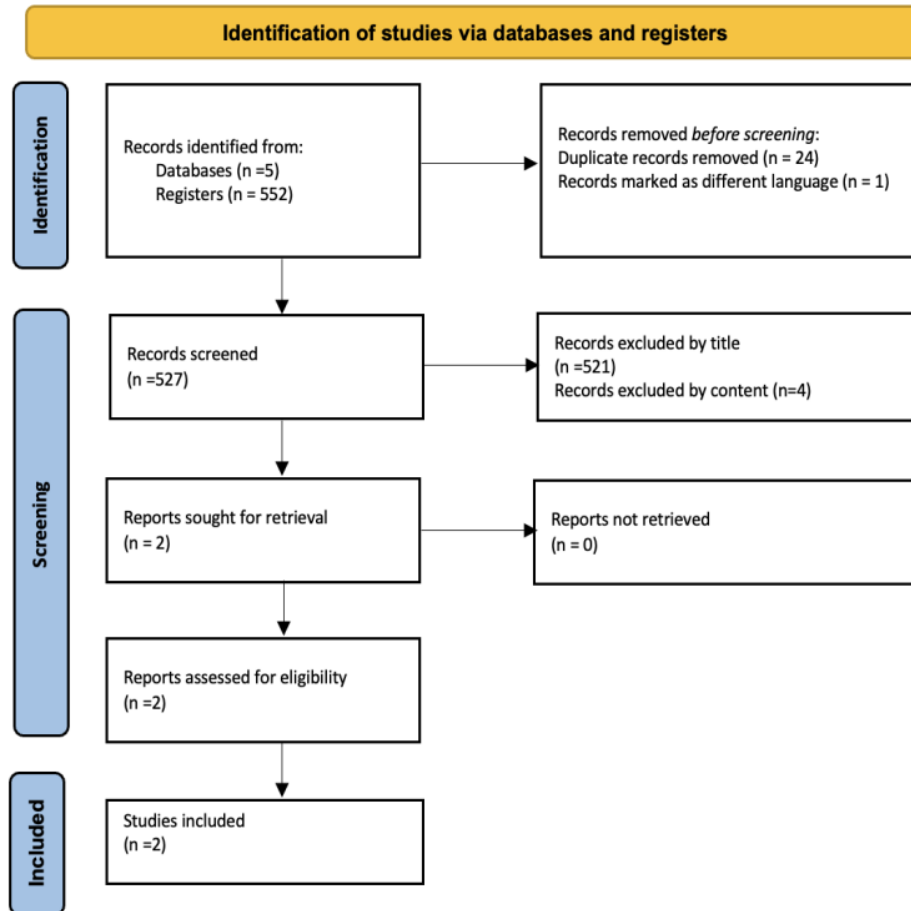 Identification of studies via databases and registers
Identification
Records identified from:
Databases (n =5)
Registers (n = 552)
Records removed before screening:
Duplicate records removed (n = 24)
Records marked as different language (n = 1)
Screening
Records screened
(n =527)
Records excluded by title
(n =521)
Records excluded by content (n=4)
Reports sought for retrieval
(n = 2)
Reports not retrieved
(n = 0)
Reports assessed for eligibility
(n =2)
Included
Studies included
(n =2)